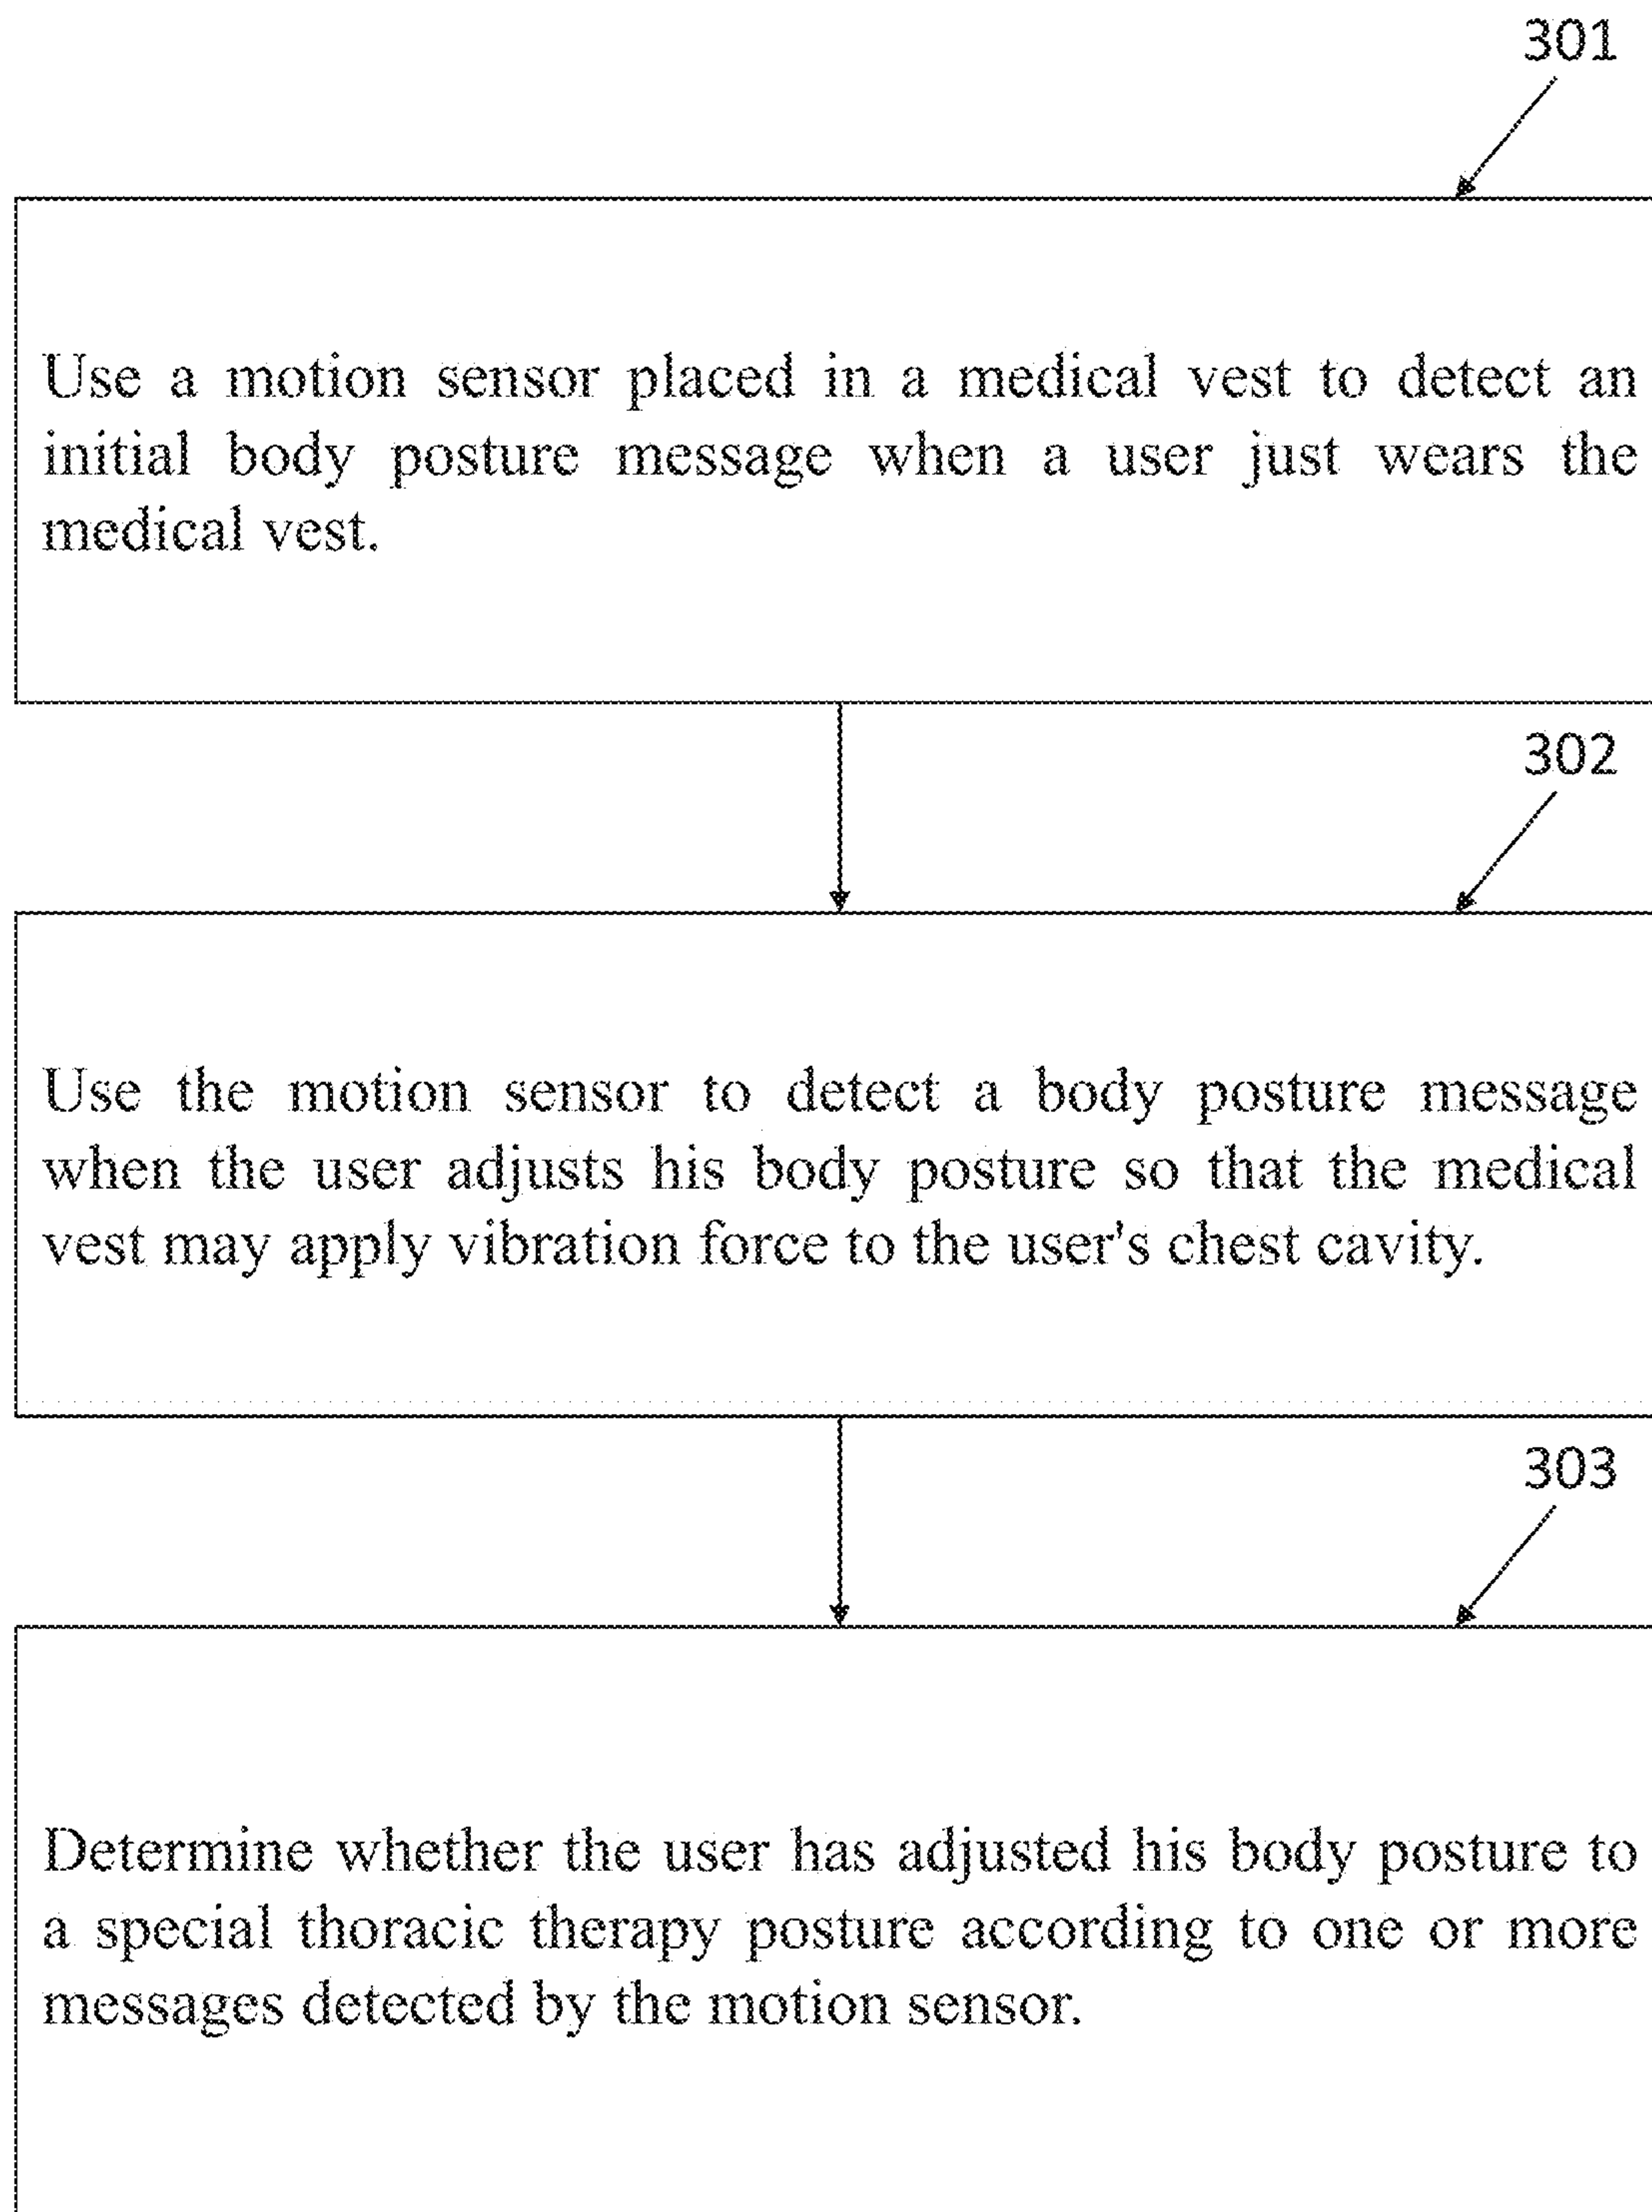 301
Use a motion sensor placed in a medical vest to detect an
initial body posture message when a user just wears the
medical vest.
302
Use the motion sensor to detect a body posture message
when the user adjusts his body posture so that the medical
vest may apply vibration force to the user's chest cavity.
303
Determine whether the user has adjusted his body posture to
a special thoracic therapy posture according to one or more
messages detected by the motion sensor.